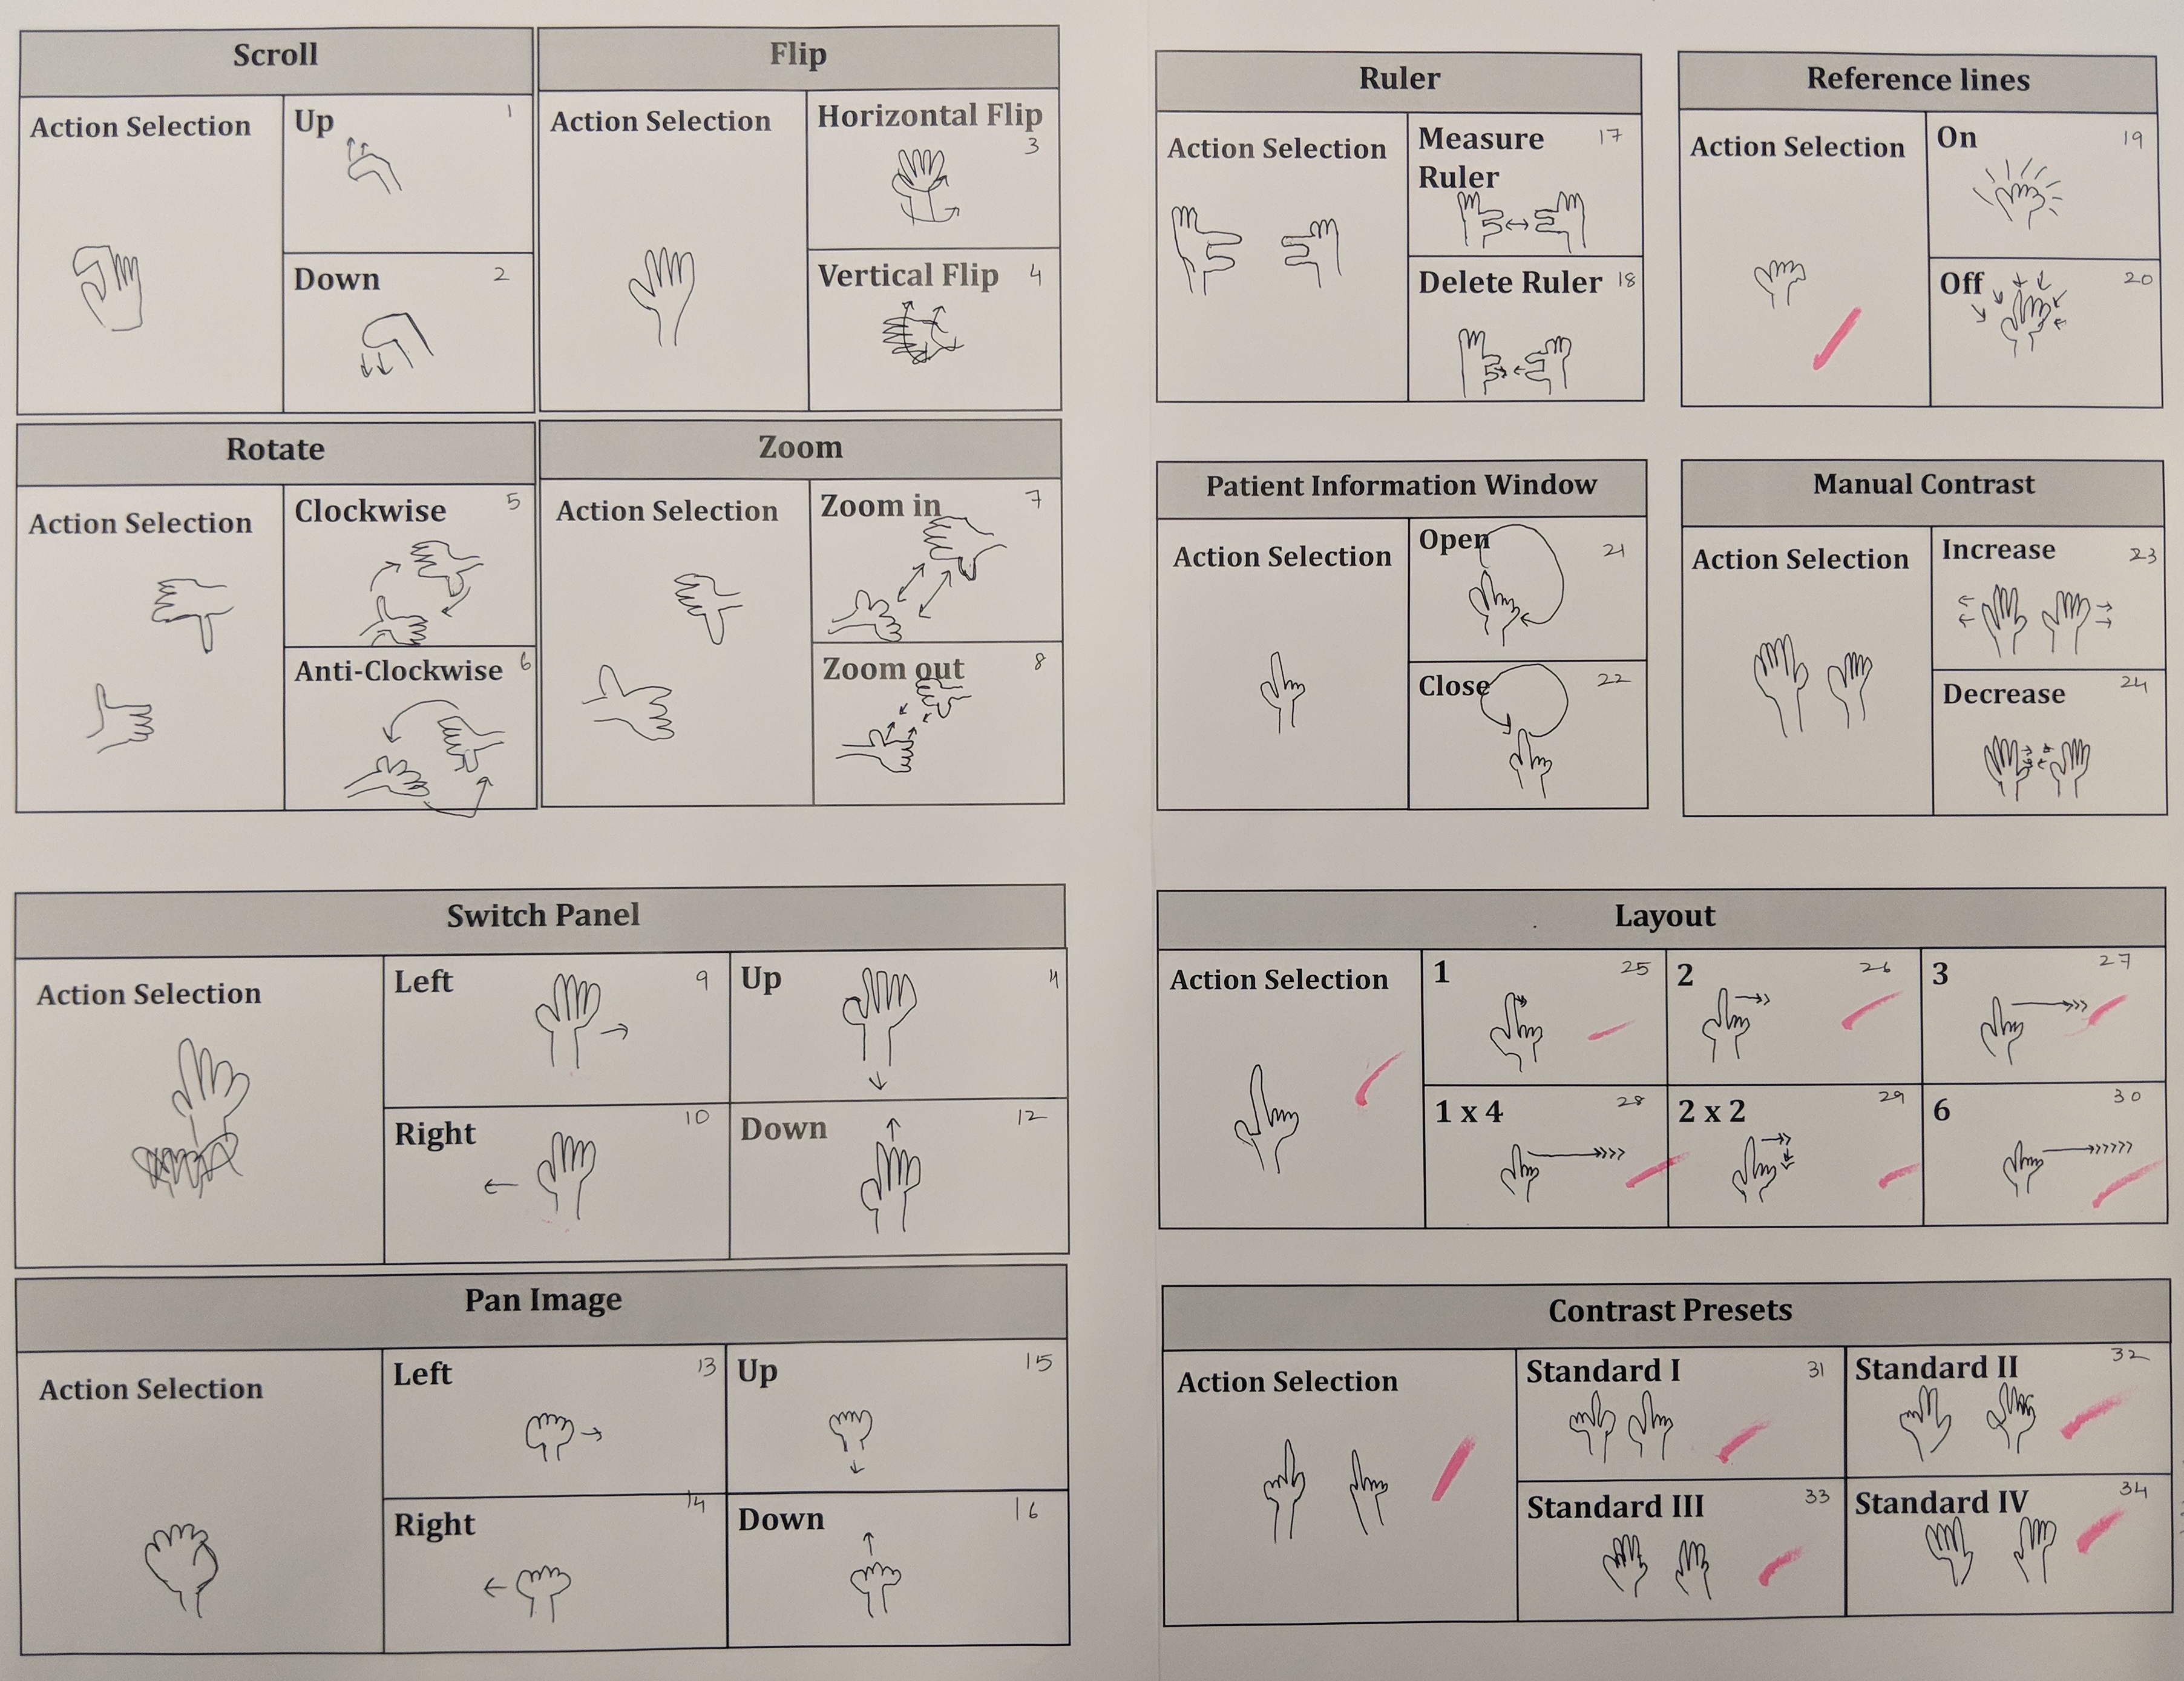 Scroll
Action Selection
Up 1
Down 2
Flip
Action Selection
Horizontal Flip
3
Vertical Flip 4
Rotate
Action Selection
Clockwise 5
Anti-Clockwise 6
Zoom
Action Selection
Zoom in 7
Zoom out 8
Switch Panel
Action Selection
Left 9
Up 11
Right 10
Down 12
Pan Image
Action Selection
Left 13
Up 15
Right 14
Down 16
Ruler
Action Selection
Measure 17
Ruler
Delete Ruler 18
Reference lines
Action Selection
On 19
Off 20
Patient Information Window
Action Selection
Open 21
Close 22
Manual Contrast
Action Selection
Increase 23
Decrease 24
Layout
Action Selection
1 25
2 26
3 27
1 x 4 28
2 x 2 29
6 30
Contrast Presets
Action Selection
Standard I 31
Standard II 32
Standard III 33
Standard IV 34